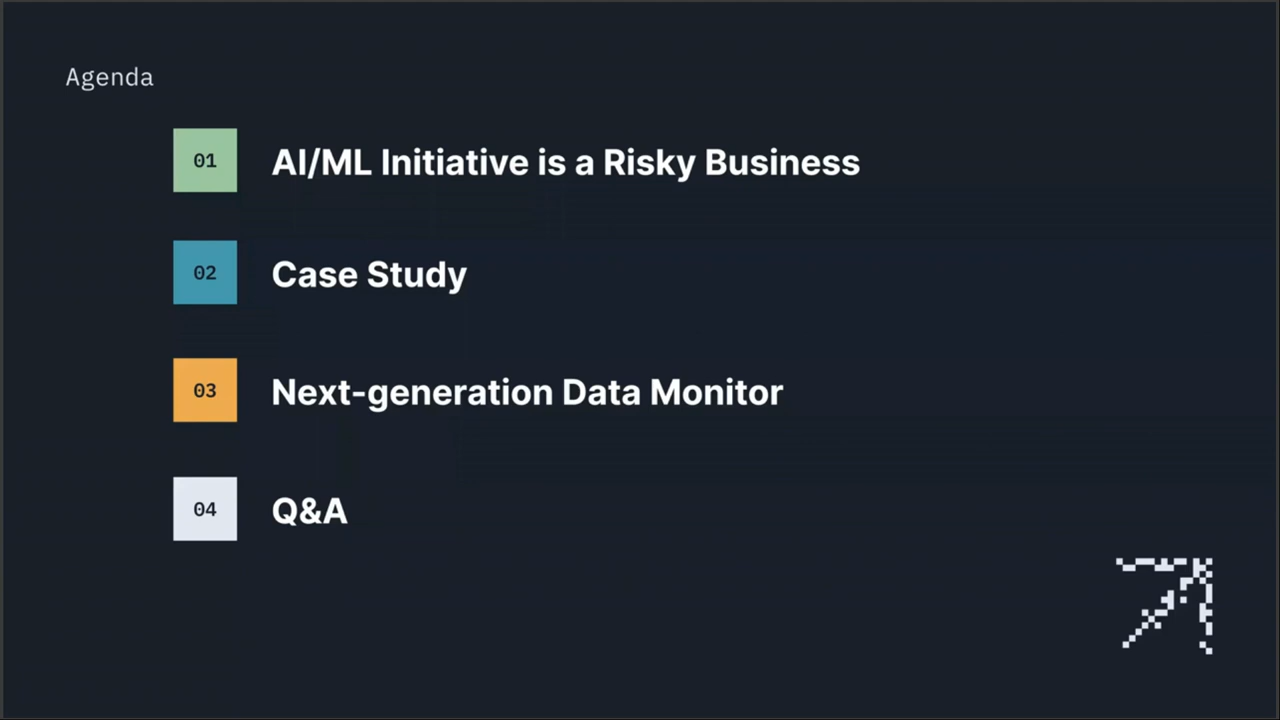 Agenda
01 AI/ML Initiative is a Risky Business
02 Case Study
03 Next-generation Data Monitor
04 Q&A